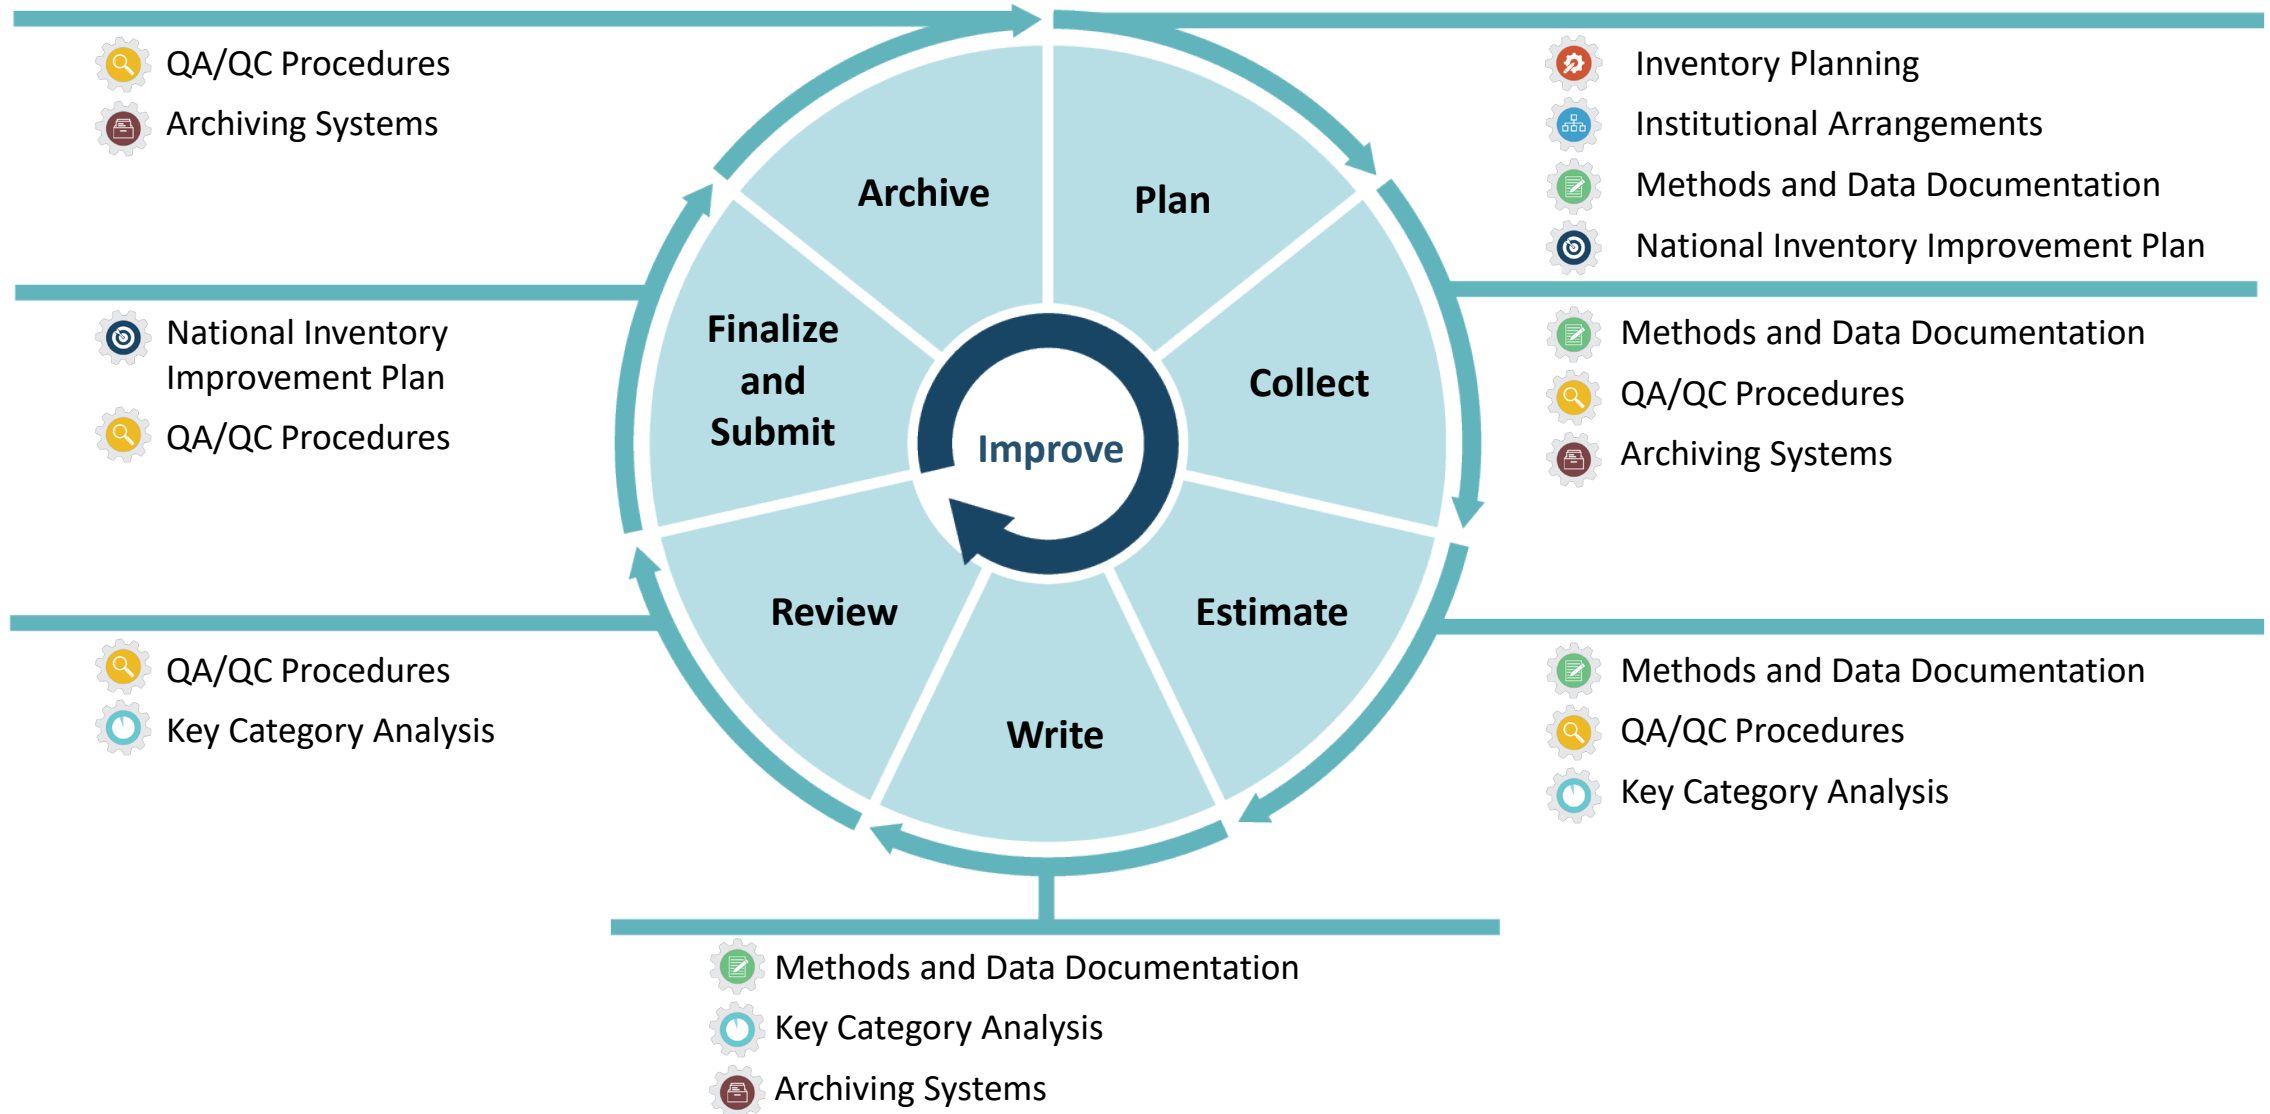 QA/QC Procedures
Archiving Systems
Inventory Planning
Institutional Arrangements
Methods and Data Documentation
National Inventory Improvement Plan
Archive
Plan
National Inventory
Improvement Plan
QA/QC Procedures
Finalize
and
Submit
Collect
Improve
Methods and Data Documentation
QA/QC Procedures
Archiving Systems
QA/QC Procedures
Key Category Analysis
Review
Estimate
Write
Methods and Data Documentation
QA/QC Procedures
Key Category Analysis
Methods and Data Documentation
Key Category Analysis
Archiving Systems